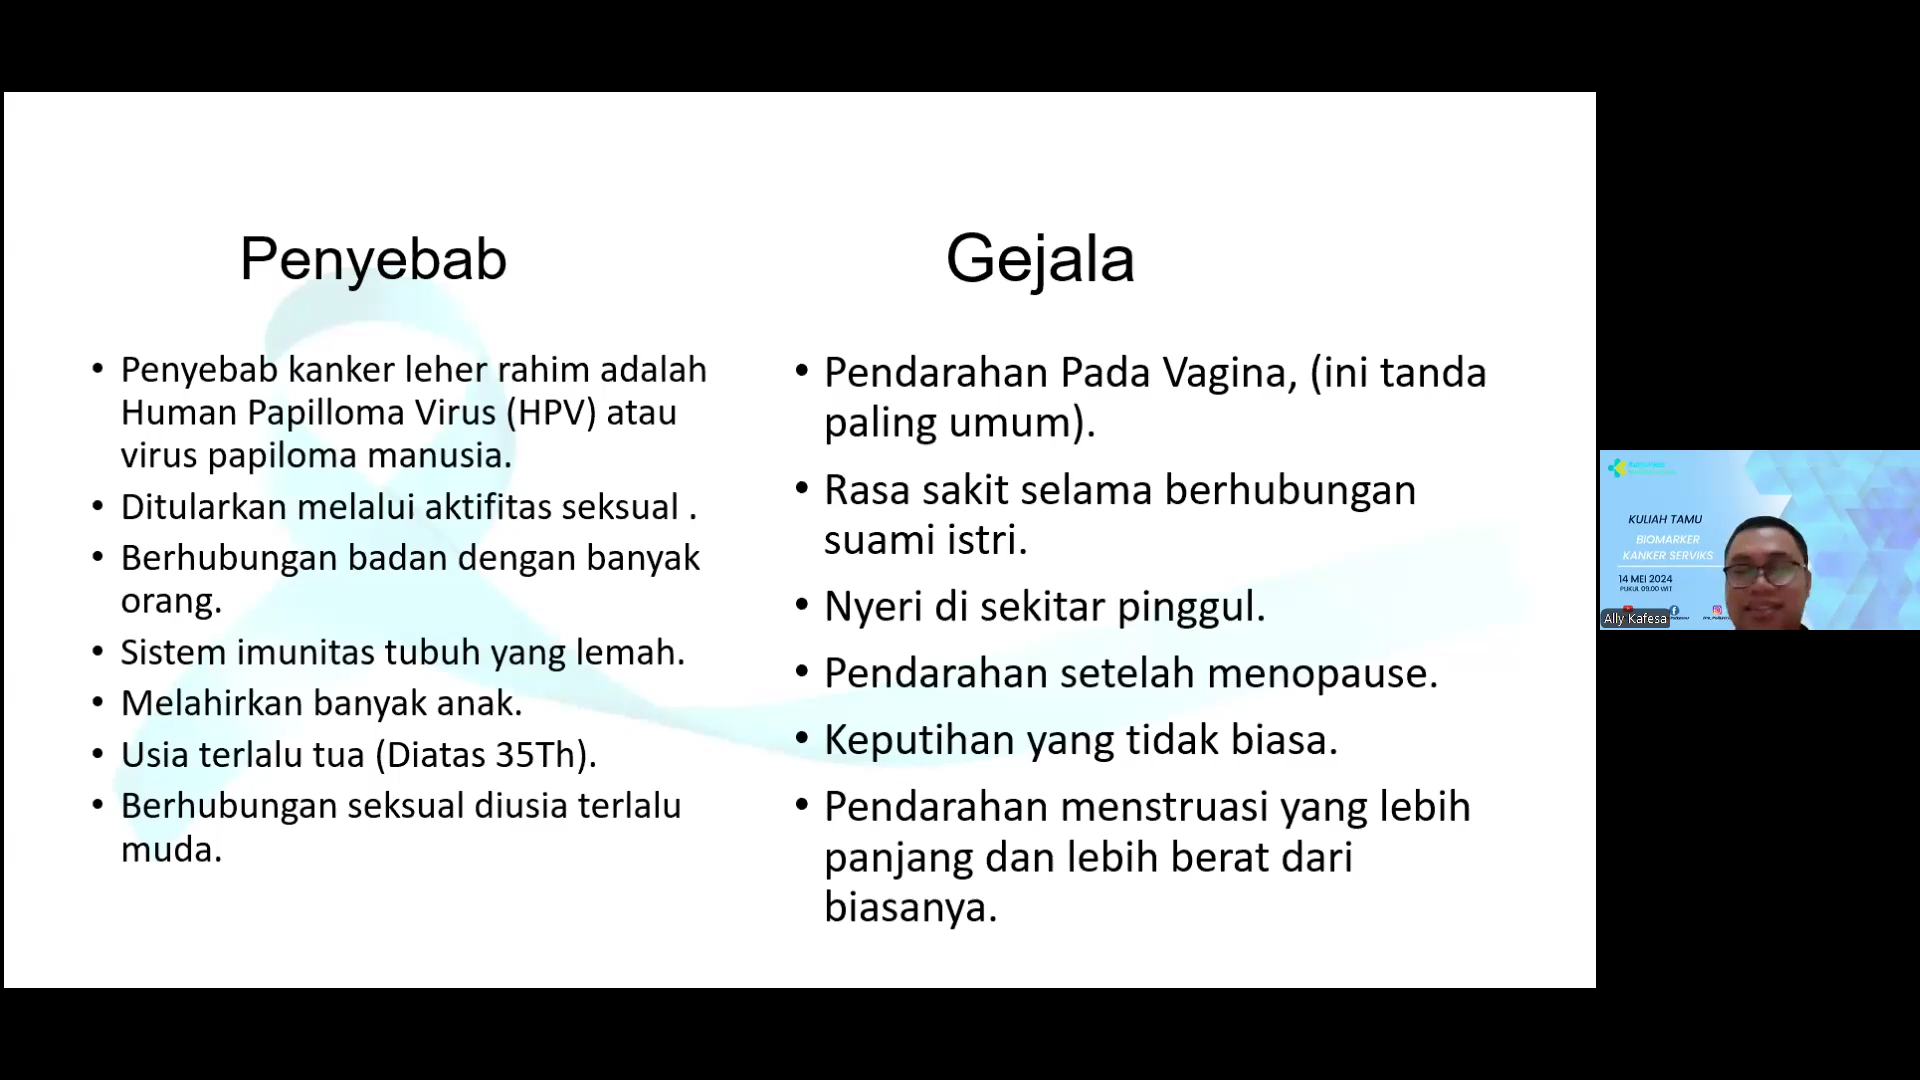 Penyebab
• Penyebab kanker leher rahim adalah
Human Papilloma Virus (HPV) atau
virus papiloma manusia.
• Ditularkan melalui aktifitas seksual .
• Berhubungan badan dengan banyak
orang.
• Sistem imunitas tubuh yang lemah.
• Melahirkan banyak anak.
• Usia terlalu tua (Diatas 35Th).
• Berhubungan seksual diusia terlalu
muda.
Gejala
• Pendarahan Pada Vagina, (ini tanda
paling umum).
• Rasa sakit selama berhubungan
suami istri.
• Nyeri di sekitar pinggul.
• Pendarahan setelah menopause.
• Keputihan yang tidak biasa.
• Pendarahan menstruasi yang lebih
panjang dan lebih berat dari
biasanya.
KULIAH TAMU
BIOMARKER
KANKER SERVIKS
14 MEI 2024
PUKUL 09.00 WIT
Ally Kafesa